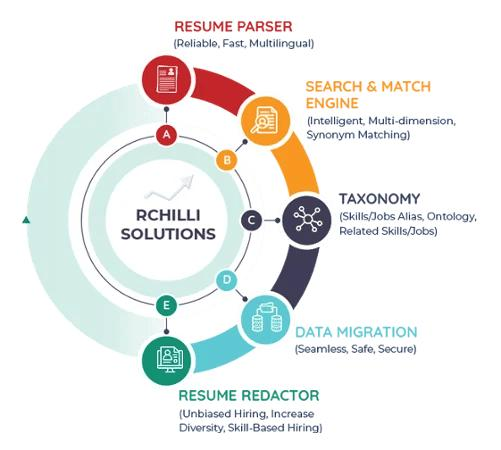 RESUME PARSER
(Reliable, Fast, Multilingual)
SEARCH & MATCH
ENGINE
(Intelligent, Multi-dimension,
Synonym Matching)
A
B
TAXONOMY
(Skills/Jobs Alias, Ontology,
Related Skills/Jobs)
C
RCHILLI
SOLUTIONS
D
E
DATA MIGRATION
(Seamless, Safe, Secure)
RESUME REDACTOR
(Unbiased Hiring, Increase
Diversity, Skill-Based Hiring)